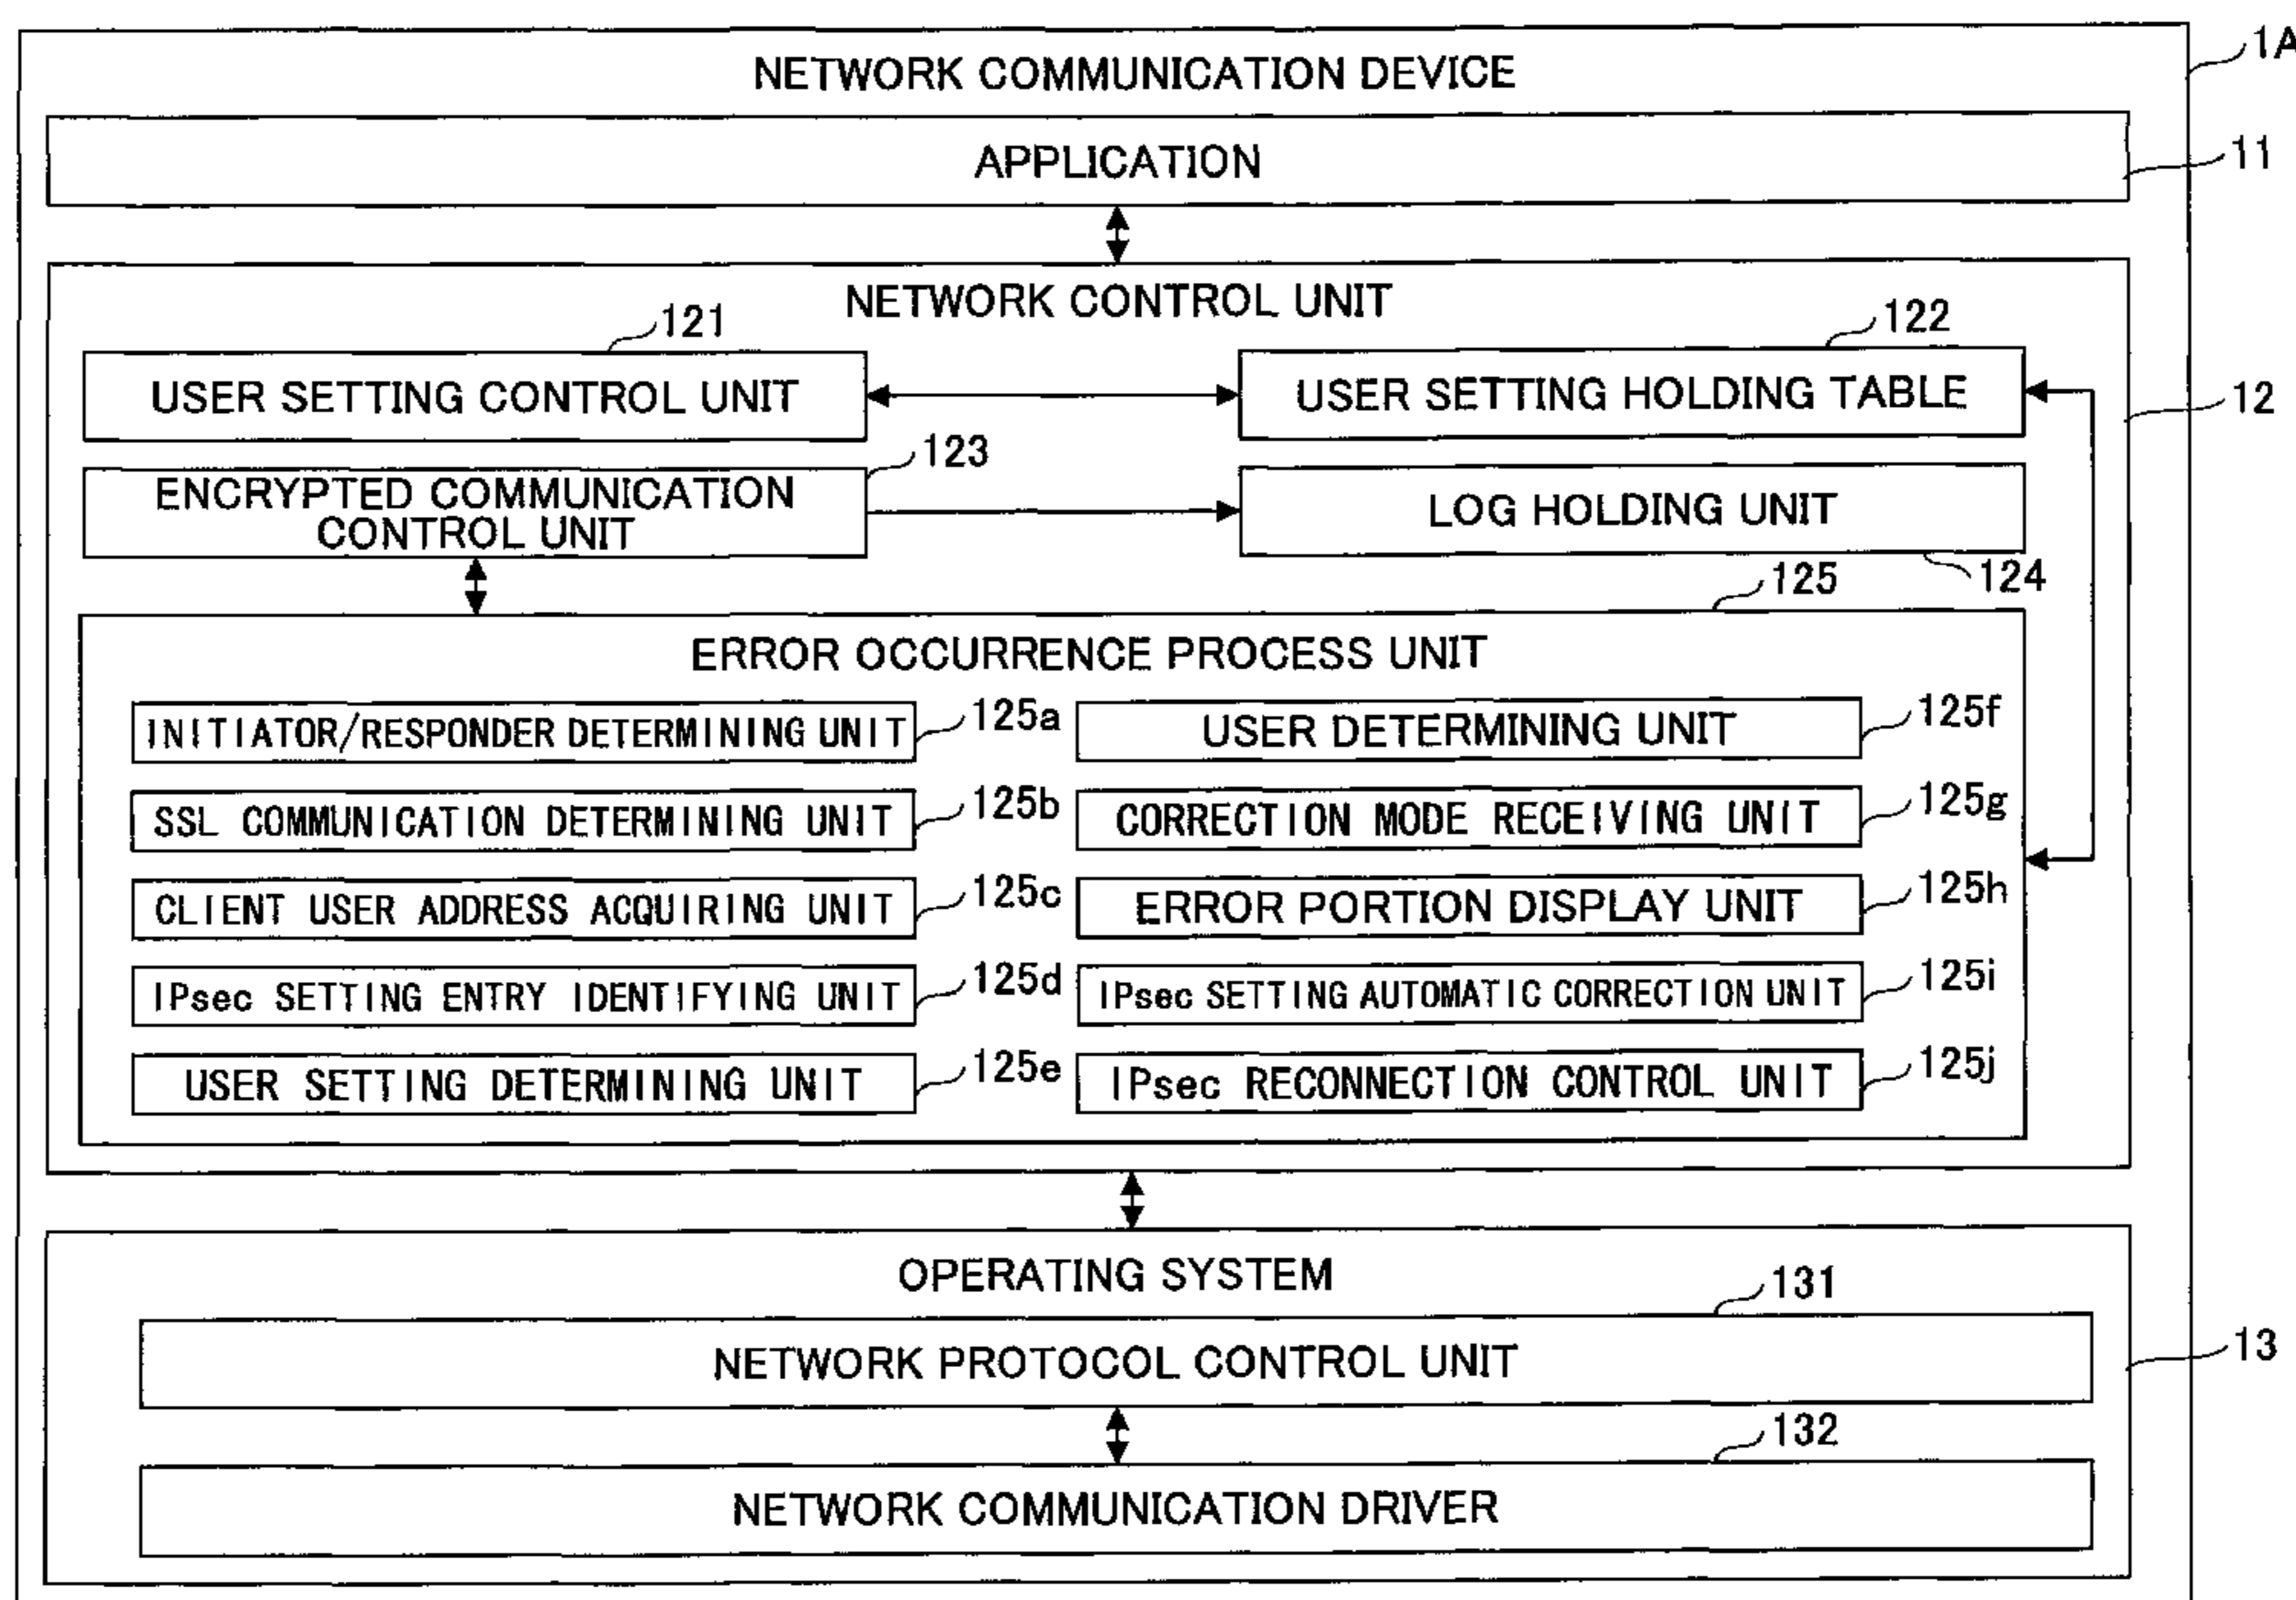 1A
NETWORK COMMUNICATION DEVICE
APPLICATION
11
NETWORK CONTROL UNIT
12
121
USER SETTING CONTROL UNIT
122
USER SETTING HOLDING TABLE
123
ENCRYPTED COMMUNICATION
CONTROL UNIT
LOG HOLDING UNIT
124
125
ERROR OCCURRENCE PROCESS UNIT
INITIATOR/RESPONDER DETERMINING UNIT
125a
USER DETERMINING UNIT
125f
SSL COMMUNICATION DETERMINING UNIT
125b
CORRECTION MODE RECEIVING UNIT
125g
CLIENT USER ADDRESS ACQUIRING UNIT
125c
ERROR PORTION DISPLAY UNIT
125h
IPsec SETTING ENTRY IDENTIFYING UNIT
125d
IPsec SETTING AUTOMATIC CORRECTION UNIT
125i
USER SETTING DETERMINING UNIT
125e
IPsec RECONNECTION CONTROL UNIT
125j
OPERATING SYSTEM
131
NETWORK PROTOCOL CONTROL UNIT
13
132
NETWORK COMMUNICATION DRIVER